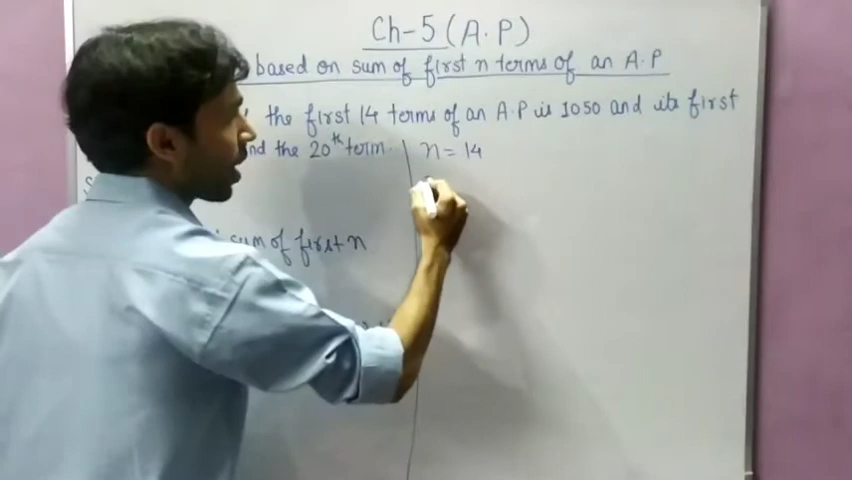 Ch-5 (A.P)
based on sum of first n terms of an A.P
the first 14 terms of an A.P is 1050 and its first
the 20th term.
n = 14
sum of first n